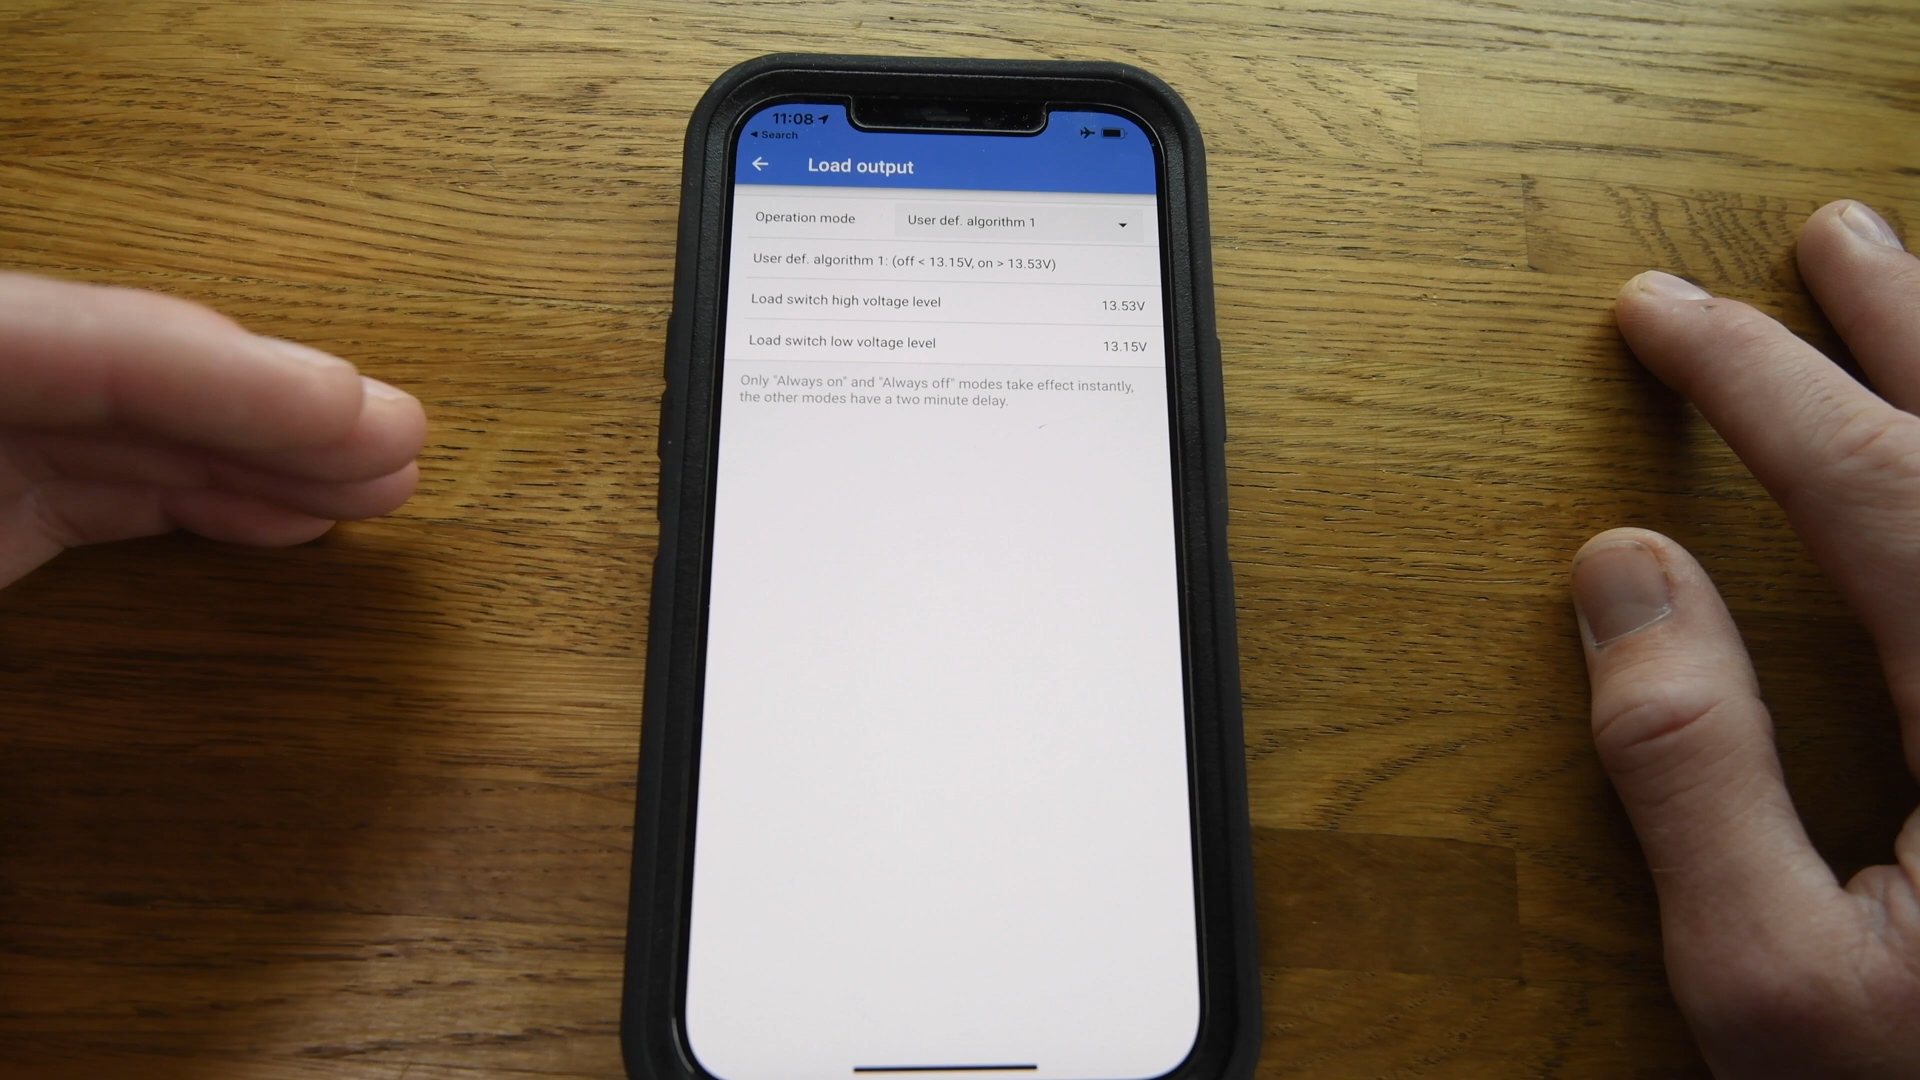 11:08
Search
Load output
Operation mode User def. algorithm 1
User def. algorithm 1: (off < 13.15V, on > 13.53V)
Load switch high voltage level 13.53V
Load switch low voltage level 13.15V
Only "Always on" and "Always off" modes take effect instantly,
the other modes have a two minute delay.